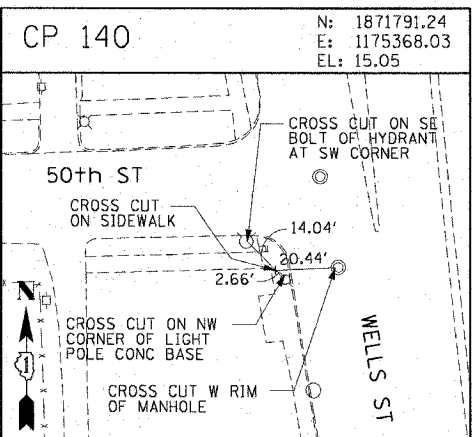 CP 140
N: 1871791.24
E: 1175368.03
EL: 15.05
CROSS CUT ON SE
BOLT OF HYDRANT
AT SW CORNER
50th ST
CROSS CUT
ON SIDEWALK
14.04'
20.44'
2.66'
N
1
CROSS CUT ON NW
CORNER OF LIGHT
POLE CONC BASE
WELLS ST
CROSS CUT W RIM
OF MANHOLE